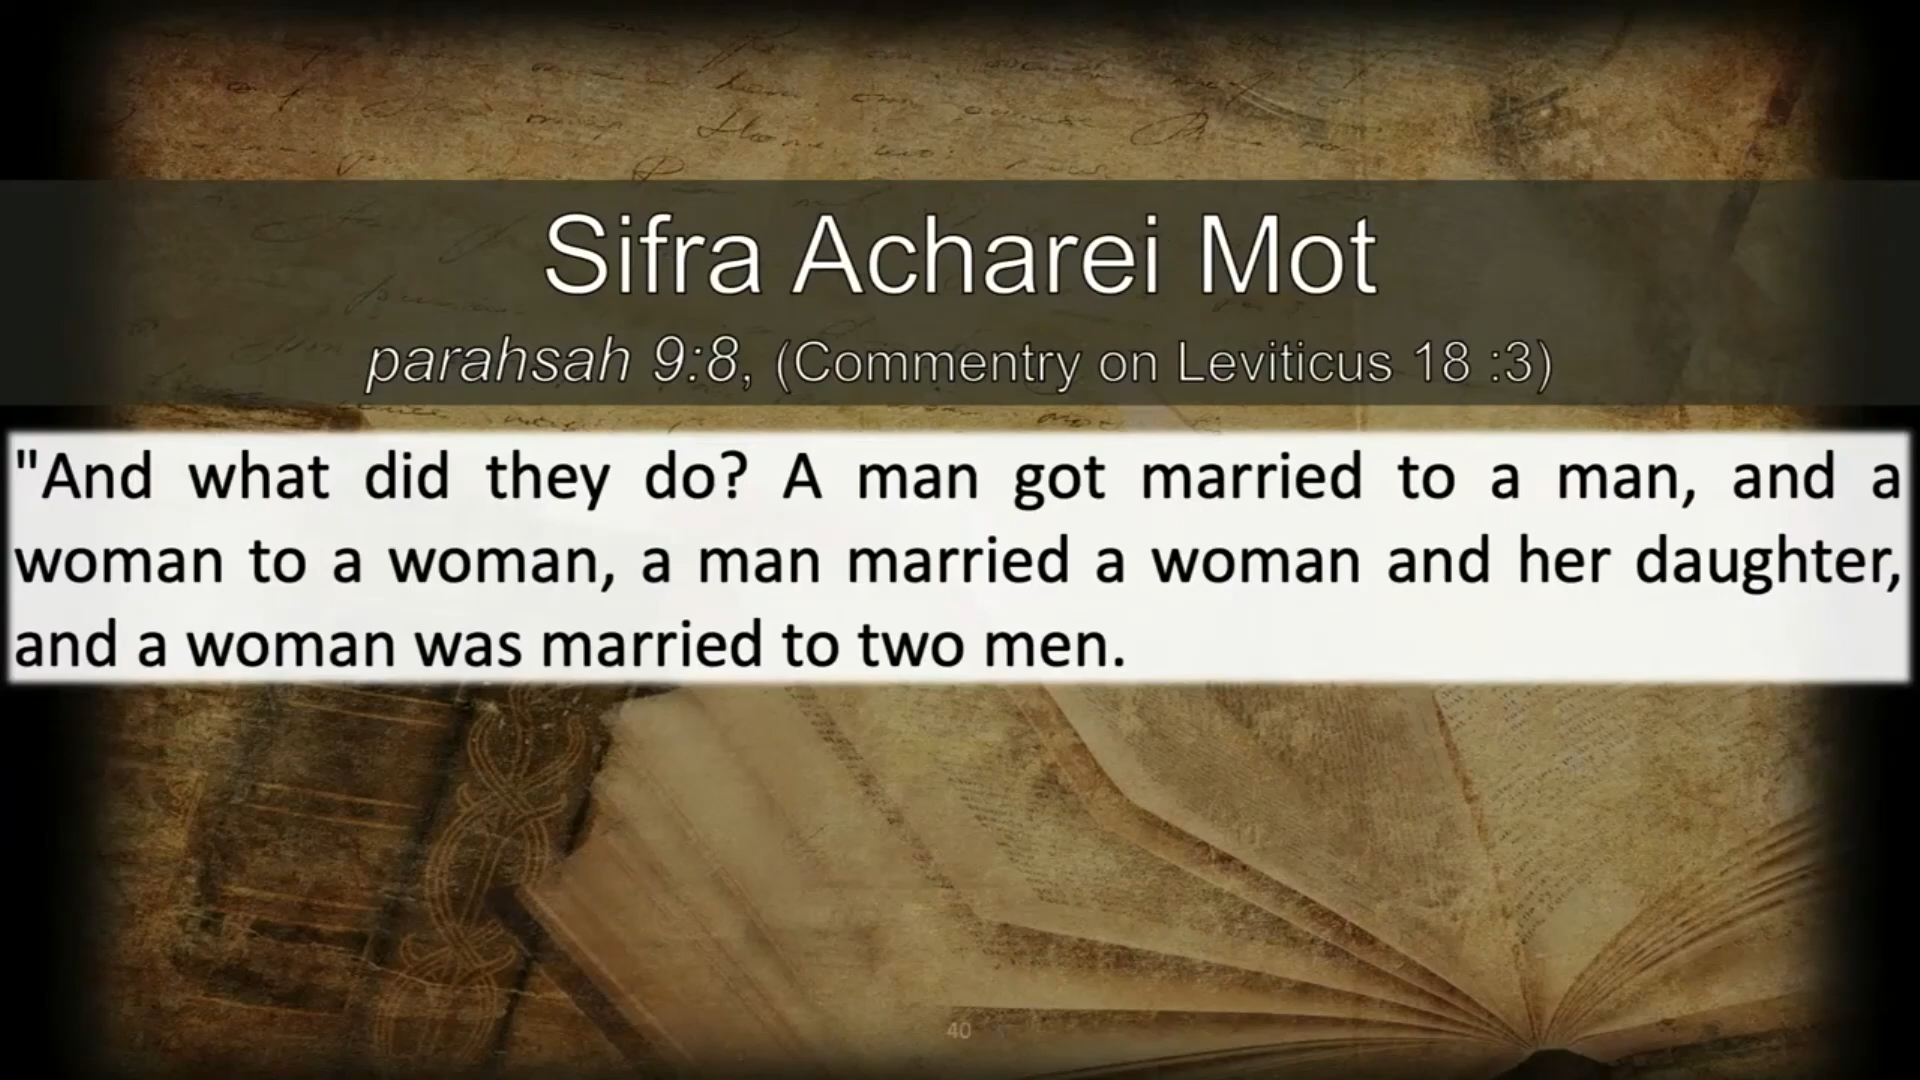 Sifra Acharei Mot
parahsah 9:8, (Commentry on Leviticus 18 :3)
"And what did they do? A man got married to a man, and a
woman to a woman, a man married a woman and her daughter,
and a woman was married to two men.
40